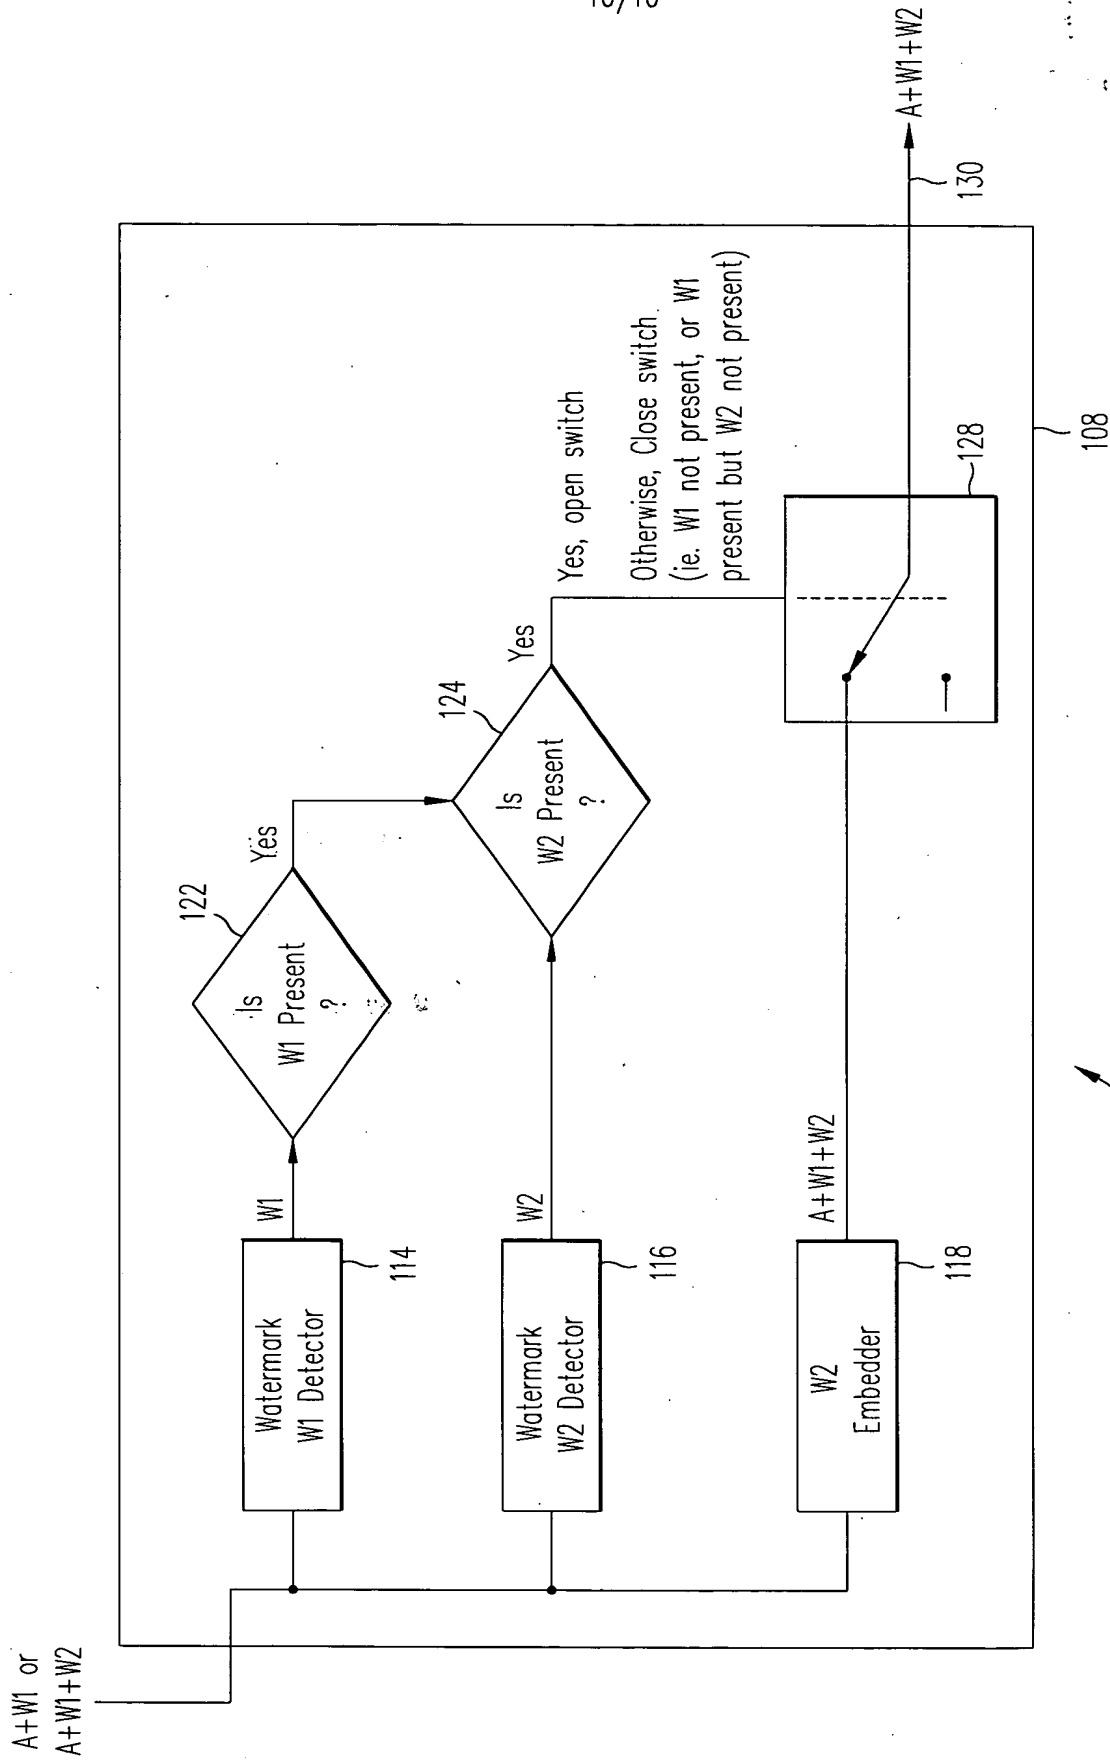 A+W1 or
A+W1+W2
Watermark
W1 Detector
114
W1
Is
W1 Present
?
122
Yes
Watermark
W2 Detector
116
W2
Is
W2 Present
?
124
Yes
Yes, open switch
Otherwise, Close switch
(ie. W1 not present, or W1
present but W2 not present)
W2
Embedder
118
A+W1+W2
128
108
130
A+W1+W2